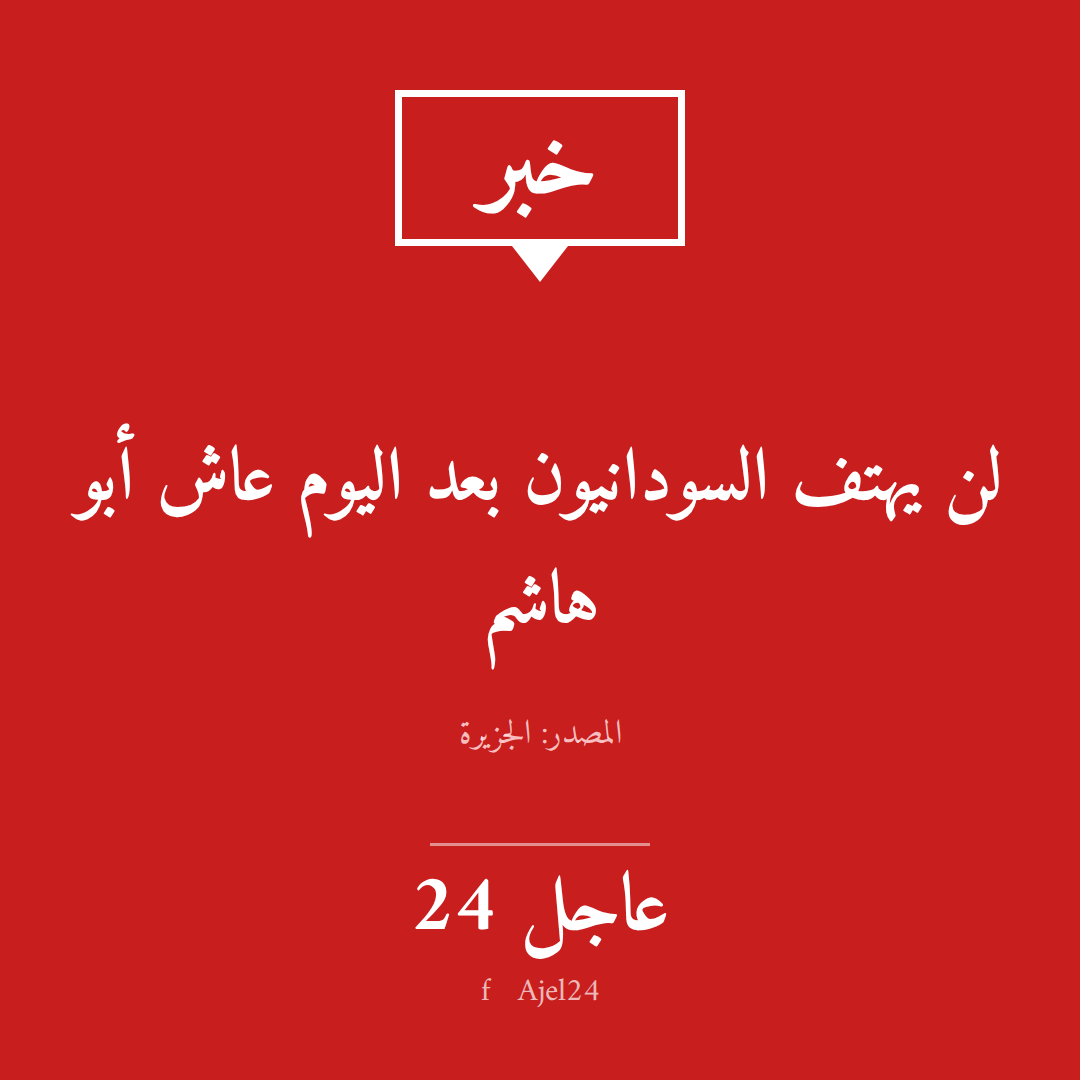 خبر
لن يهتف السودانيون بعد اليوم عاش أبو
هاشم
المصدر: الجزيرة
عاجل 24
f Ajel24